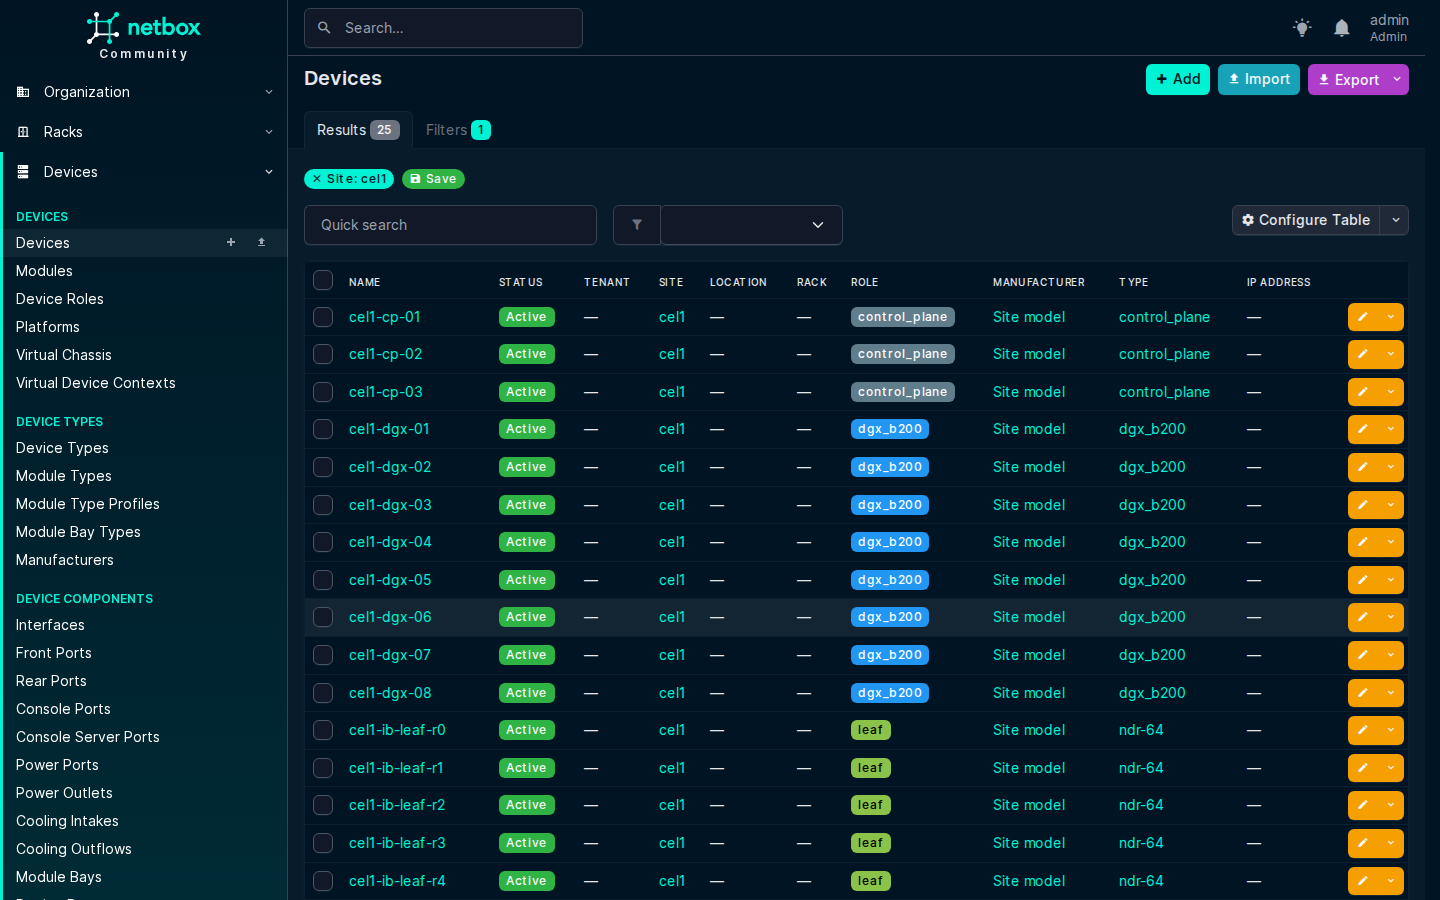 netbox
Community
Search...
admin
Admin
Organization
Racks
Devices
DEVICES
Devices
Modules
Device Roles
Platforms
Virtual Chassis
Virtual Device Contexts
DEVICE TYPES
Device Types
Module Types
Module Type Profiles
Module Bay Types
Manufacturers
DEVICE COMPONENTS
Interfaces
Front Ports
Rear Ports
Console Ports
Console Server Ports
Power Ports
Power Outlets
Cooling Intakes
Cooling Outflows
Module Bays
Devices
Add Import Export
Results 25 Filters 1
Site: cel1 Save
Quick search
Configure Table
NAME STATUS TENANT SITE LOCATION RACK ROLE MANUFACTURER TYPE IP ADDRESS
cel1-cp-01 Active — cel1 — — control_plane Site model control_plane —
cel1-cp-02 Active — cel1 — — control_plane Site model control_plane —
cel1-cp-03 Active — cel1 — — control_plane Site model control_plane —
cel1-dgx-01 Active — cel1 — — dgx_b200 Site model dgx_b200 —
cel1-dgx-02 Active — cel1 — — dgx_b200 Site model dgx_b200 —
cel1-dgx-03 Active — cel1 — — dgx_b200 Site model dgx_b200 —
cel1-dgx-04 Active — cel1 — — dgx_b200 Site model dgx_b200 —
cel1-dgx-05 Active — cel1 — — dgx_b200 Site model dgx_b200 —
cel1-dgx-06 Active — cel1 — — dgx_b200 Site model dgx_b200 —
cel1-dgx-07 Active — cel1 — — dgx_b200 Site model dgx_b200 —
cel1-dgx-08 Active — cel1 — — dgx_b200 Site model dgx_b200 —
cel1-ib-leaf-r0 Active — cel1 — — leaf Site model ndr-64 —
cel1-ib-leaf-r1 Active — cel1 — — leaf Site model ndr-64 —
cel1-ib-leaf-r2 Active — cel1 — — leaf Site model ndr-64 —
cel1-ib-leaf-r3 Active — cel1 — — leaf Site model ndr-64 —
cel1-ib-leaf-r4 Active — cel1 — — leaf Site model ndr-64 —